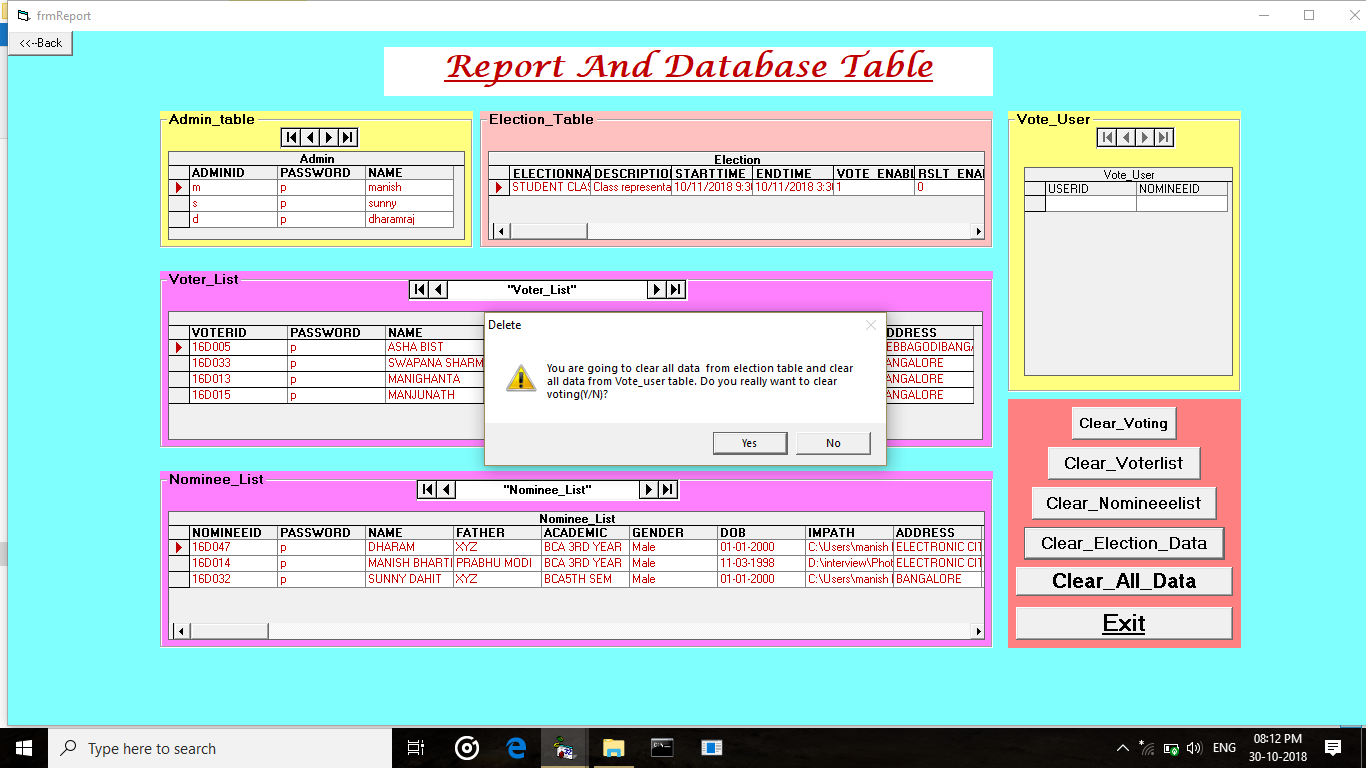 frmReport
<<--Back
Report And Database Table
Admin_table
Admin
ADMINID PASSWORD NAME
m p manish
s p sunny
d p dharamraj
Election_Table
Election
ELECTIONNA DESCRIPTIO STARTTIME ENDTIME VOTE_ENABL RSLT_ENA
STUDENT CLAS Class representa 10/11/2018 9:30 10/11/2018 3:30 1 0
Vote_User
Vote_User
USERID NOMINEEID
Voter_List
"Voter_List"
VOTERID PASSWORD NAME DDRESS
16D005 p ASHA BIST EBBAGODIBANGA
16D033 p SWAPANA SHARM ANGALORE
16D013 p MANIGHANTA ANGALORE
16D015 p MANJUNATH ANGALORE
Delete
You are going to clear all data from election table and clear
all data from Vote_user table. Do you really want to clear
voting(Y/N)?
Yes No
Nominee_List
"Nominee_List"
Nominee_List
NOMINEEID PASSWORD NAME FATHER ACADEMIC GENDER DOB IMPATH ADDRESS
16D047 p DHARAM XYZ BCA 3RD YEAR Male 01-01-2000 C:\Users\manish ELECTRONIC CIT
16D014 p MANISH BHARTI PRABHU MODI BCA 3RD YEAR Male 11-03-1998 D:\interview\Phot ELECTRONIC CIT
16D032 p SUNNY DAHIT XYZ BCA5TH SEM Male 01-01-2000 C:\Users\manish BANGALORE
Clear_Voting
Clear_Voterlist
Clear_Nomineeelist
Clear_Election_Data
Clear_All_Data
Exit
Type here to search
ENG
08:12 PM
30-10-2018